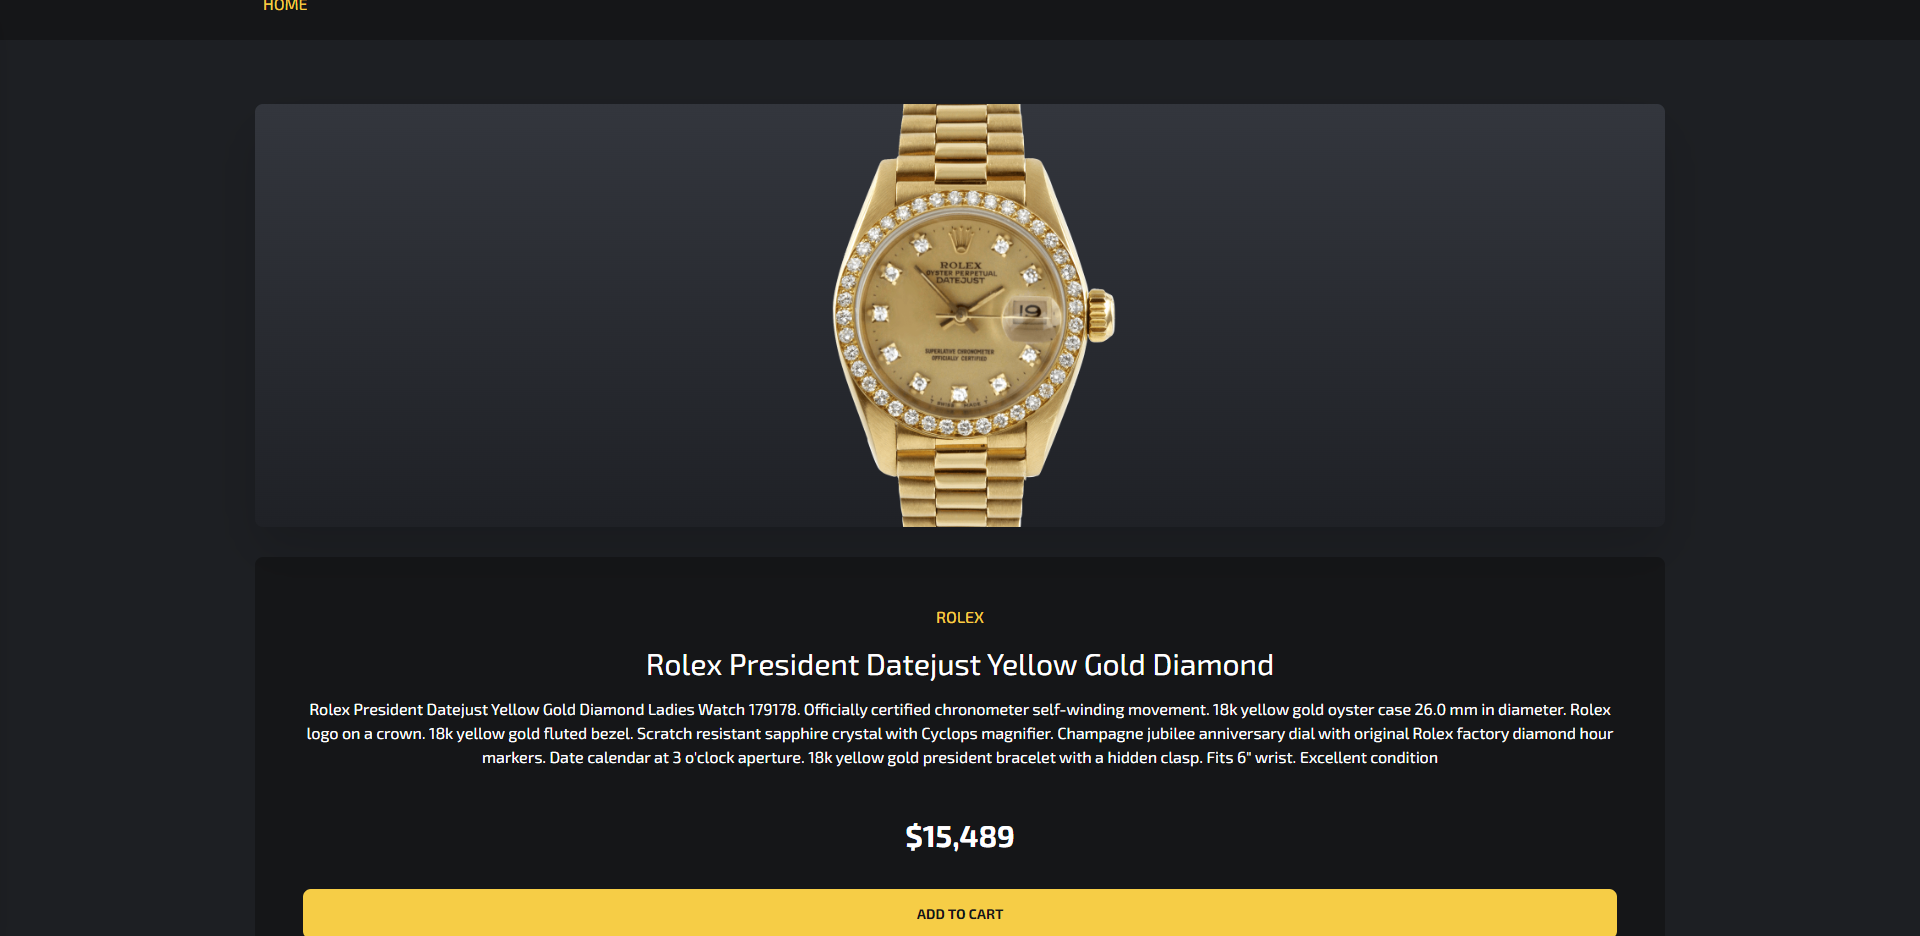 HOME
ROLEX
OYSTER PERPETUAL
DATEJUST
19
SUPERLATIVE CHRONOMETER
OFFICIALLY CERTIFIED
ROLEX
Rolex President Datejust Yellow Gold Diamond
Rolex President Datejust Yellow Gold Diamond Ladies Watch 179178. Officially certified chronometer self-winding movement. 18k yellow gold oyster case 26.0 mm in diameter. Rolex
logo on a crown. 18k yellow gold fluted bezel. Scratch resistant sapphire crystal with Cyclops magnifier. Champagne jubilee anniversary dial with original Rolex factory diamond hour
markers. Date calendar at 3 o'clock aperture. 18k yellow gold president bracelet with a hidden clasp. Fits 6" wrist. Excellent condition
$15,489
ADD TO CART